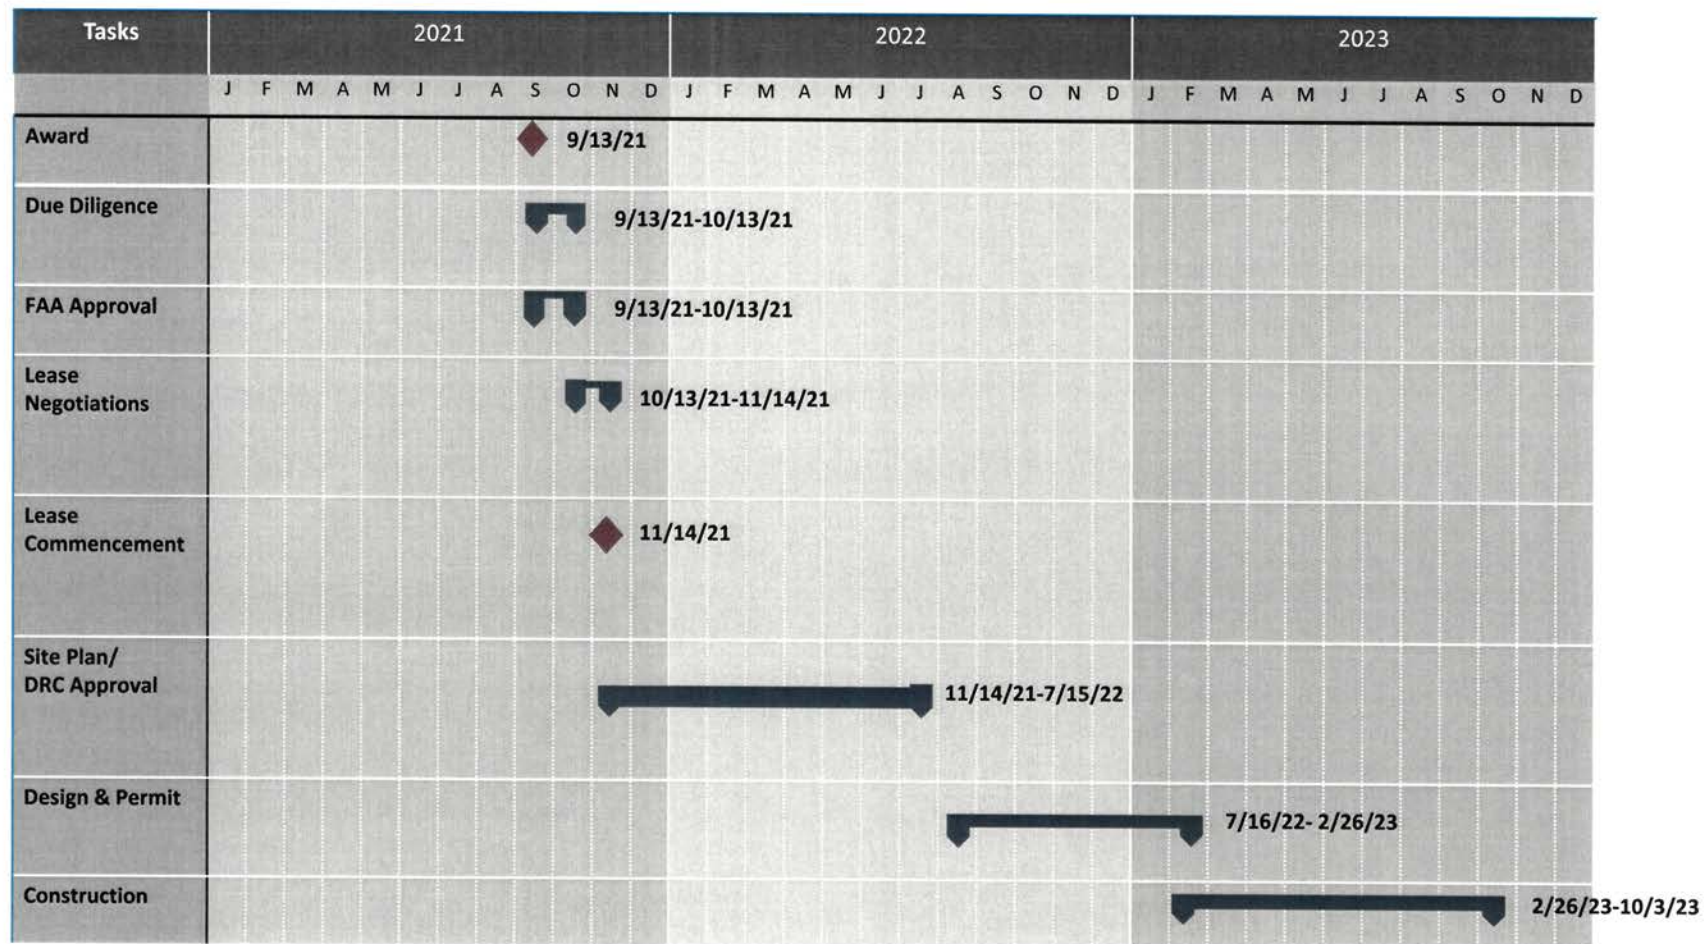 Tasks 2021 2022 2023
J F M A M J J A S O N D J F M A M J J A S O N D J F M A M J J A S O N D
Award 9/13/21
Due Diligence 9/13/21-10/13/21
FAA Approval 9/13/21-10/13/21
Lease
Negotiations 10/13/21-11/14/21
Lease
Commencement 11/14/21
Site Plan/
DRC Approval 11/14/21-7/15/22
Design & Permit 7/16/22- 2/26/23
Construction 2/26/23-10/3/23